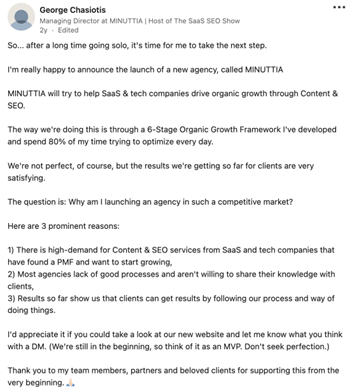 George Chasiotis
Managing Director at MINUTTIA | Host of The SaaS SEO Show
2y · Edited
So... after a long time going solo, it's time for me to take the next step.
I'm really happy to announce the launch of a new agency, called MINUTTIA
MINUTTIA will try to help SaaS & tech companies drive organic growth through Content &
SEO.
The way we're doing this is through a 6-Stage Organic Growth Framework I've developed
and spend 80% of my time trying to optimize every day.
We're not perfect, of course, but the results we're getting so far for clients are very
satisfying.
The question is: Why am I launching an agency in such a competitive market?
Here are 3 prominent reasons:
1) There is high-demand for Content & SEO services from SaaS and tech companies that
have found a PMF and want to start growing,
2) Most agencies lack of good processes and aren't willing to share their knowledge with
clients,
3) Results so far show us that clients can get results by following our process and way of
doing things.
I'd appreciate it if you could take a look at our new website and let me know what you think
with a DM. (We're still in the beginning, so think of it as an MVP. Don't seek perfection.)
Thank you to my team members, partners and beloved clients for supporting this from the
very beginning. 🙏🏻